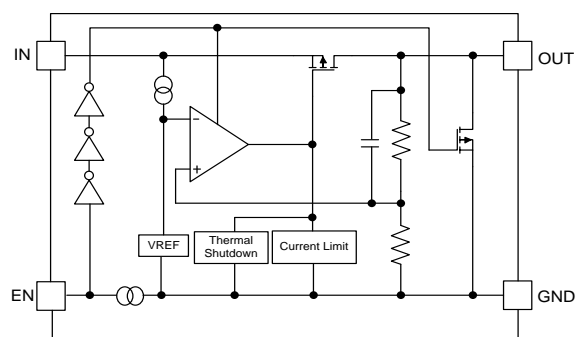 IN
OUT
−
+
VREF
Thermal
Shutdown
Current Limit
EN
GND